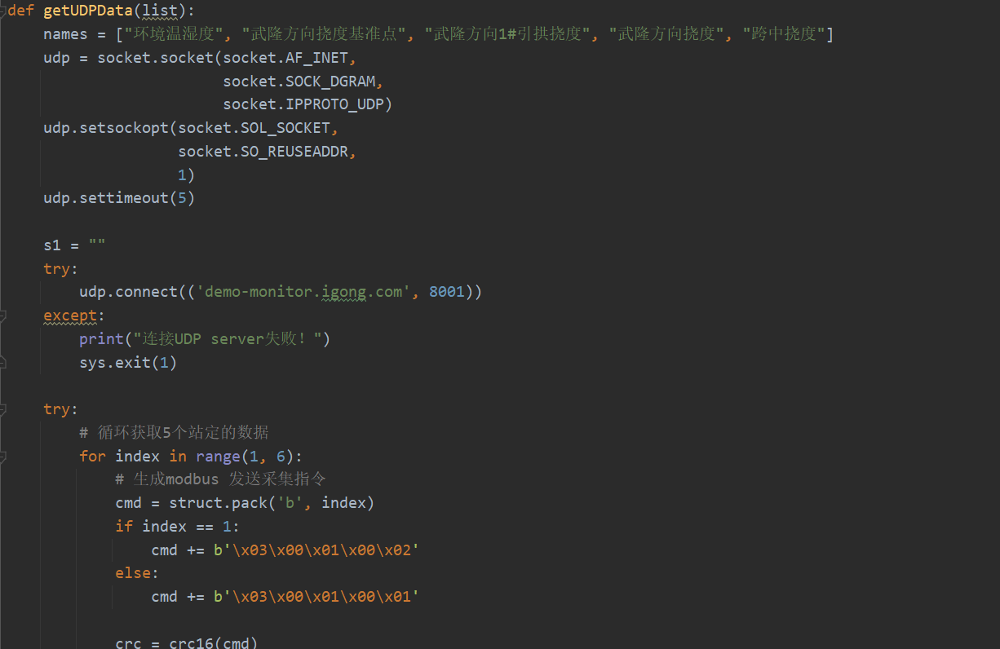 def getUDPData(list):
    names = ["环境温湿度", "武隆方向挠度基准点", "武隆方向1#引拱挠度", "武隆方向挠度", "跨中挠度"]
    udp = socket.socket(socket.AF_INET,
                        socket.SOCK_DGRAM,
                        socket.IPPROTO_UDP)
    udp.setsockopt(socket.SOL_SOCKET,
                   socket.SO_REUSEADDR,
                   1)
    udp.settimeout(5)

    s1 = ""
    try:
        udp.connect(('demo-monitor.igong.com', 8001))
    except:
        print("连接UDP server失败！")
        sys.exit(1)

    try:
        # 循环获取5个站定的数据
        for index in range(1, 6):
            # 生成modbus 发送采集指令
            cmd = struct.pack('b', index)
            if index == 1:
                cmd += b'\x03\x00\x01\x00\x02'
            else:
                cmd += b'\x03\x00\x01\x00\x01'

            crc = crc16(cmd)